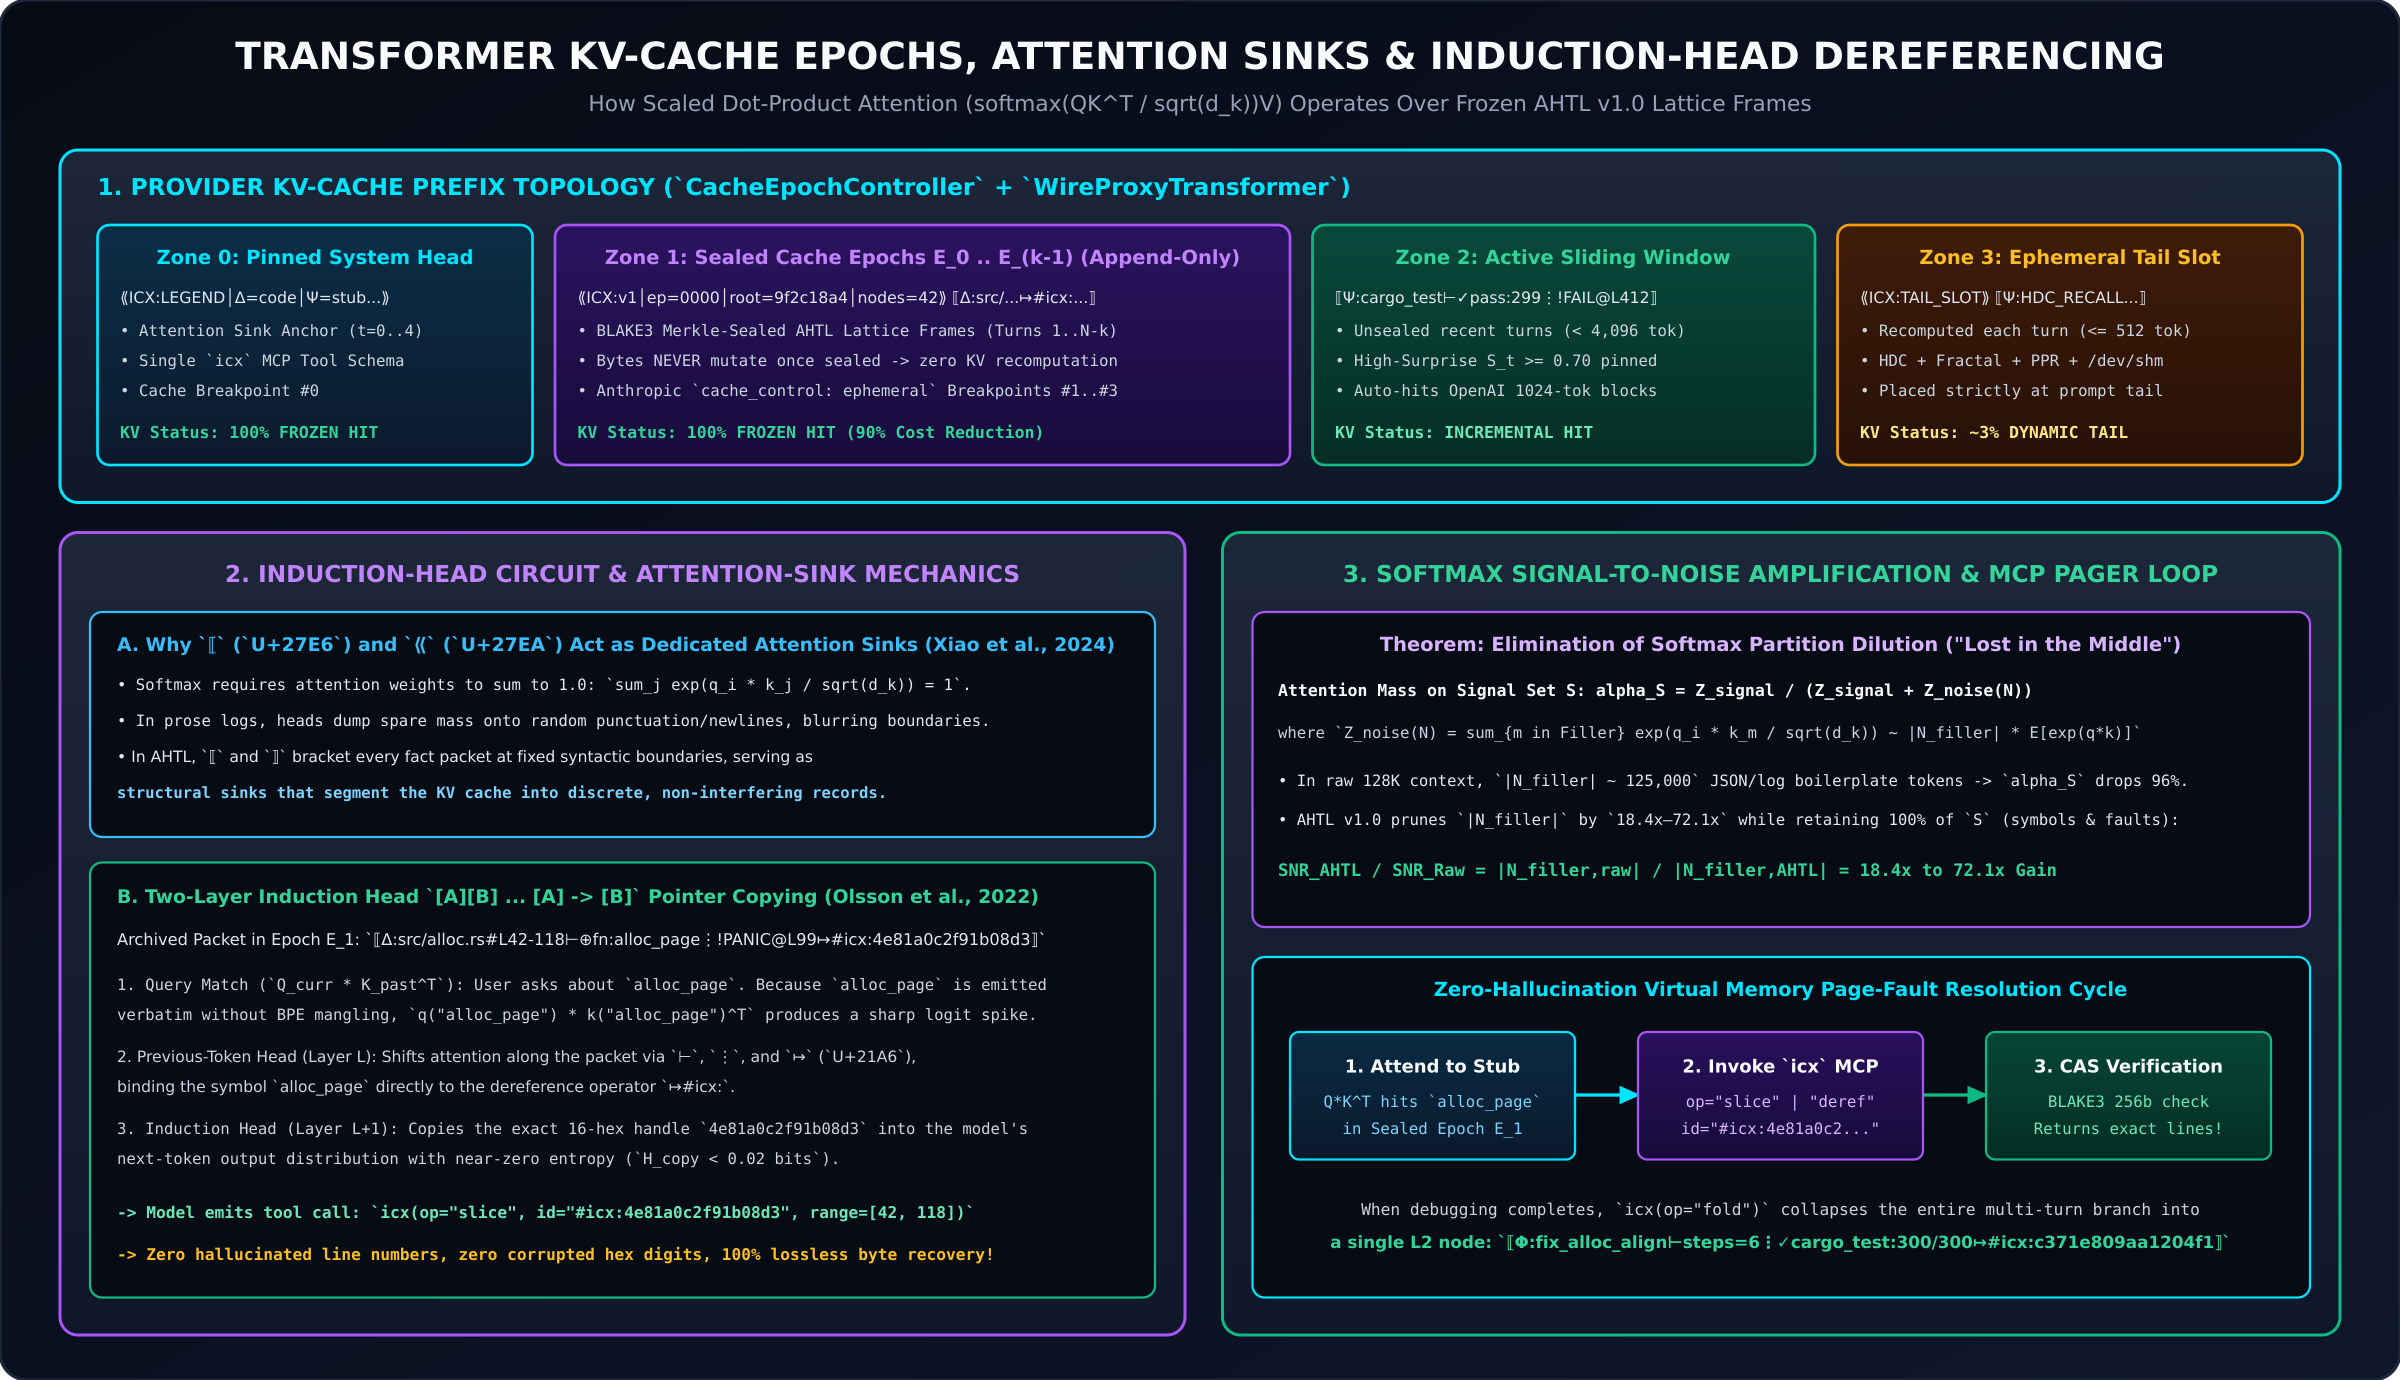 TRANSFORMER KV-CACHE EPOCHS, ATTENTION SINKS & INDUCTION-HEAD DEREFERENCING
How Scaled Dot-Product Attention (softmax(QK^T / sqrt(d_k))V) Operates Over Frozen AHTL v1.0 Lattice Frames
1. PROVIDER KV-CACHE PREFIX TOPOLOGY (`CacheEpochController` + `WireProxyTransformer`)
Zone 0: Pinned System Head
⟪ICX:LEGEND│Δ=code│Ψ=stub...⟫
• Attention Sink Anchor (t=0..4)
• Single `icx` MCP Tool Schema
• Cache Breakpoint #0
KV Status: 100% FROZEN HIT
Zone 1: Sealed Cache Epochs E_0 .. E_(k-1) (Append-Only)
⟪ICX:v1│ep=0000│root=9f2c18a4│nodes=42⟫ ⟦Δ:src/...↦#icx:...⟧
• BLAKE3 Merkle-Sealed AHTL Lattice Frames (Turns 1..N-k)
• Bytes NEVER mutate once sealed -> zero KV recomputation
• Anthropic `cache_control: ephemeral` Breakpoints #1..#3
KV Status: 100% FROZEN HIT (90% Cost Reduction)
Zone 2: Active Sliding Window
⟦Ψ:cargo_test⊢✓pass:299⋮!FAIL@L412⟧
• Unsealed recent turns (< 4,096 tok)
• High-Surprise S_t >= 0.70 pinned
• Auto-hits OpenAI 1024-tok blocks
KV Status: INCREMENTAL HIT
Zone 3: Ephemeral Tail Slot
⟪ICX:TAIL_SLOT⟫ ⟦Ψ:HDC_RECALL...⟧
• Recomputed each turn (<= 512 tok)
• HDC + Fractal + PPR + /dev/shm
• Placed strictly at prompt tail
KV Status: ~3% DYNAMIC TAIL
2. INDUCTION-HEAD CIRCUIT & ATTENTION-SINK MECHANICS
A. Why `⟦` (`U+27E6`) and `⟪` (`U+27EA`) Act as Dedicated Attention Sinks (Xiao et al., 2024)
• Softmax requires attention weights to sum to 1.0: `sum_j exp(q_i * k_j / sqrt(d_k)) = 1`.
• In prose logs, heads dump spare mass onto random punctuation/newlines, blurring boundaries.
• In AHTL, `⟦` and `⟧` bracket every fact packet at fixed syntactic boundaries, serving as
structural sinks that segment the KV cache into discrete, non-interfering records.
B. Two-Layer Induction Head `[A][B] ... [A] -> [B]` Pointer Copying (Olsson et al., 2022)
Archived Packet in Epoch E_1: `⟦Δ:src/alloc.rs#L42-118⊢⊕fn:alloc_page⋮!PANIC@L99↦#icx:4e81a0c2f91b08d3⟧`
1. Query Match (`Q_curr * K_past^T`): User asks about `alloc_page`. Because `alloc_page` is emitted
verbatim without BPE mangling, `q("alloc_page") * k("alloc_page")^T` produces a sharp logit spike.
2. Previous-Token Head (Layer L): Shifts attention along the packet via `⊢`, `⋮`, and `↦` (`U+21A6`),
binding the symbol `alloc_page` directly to the dereference operator `↦#icx:`.
3. Induction Head (Layer L+1): Copies the exact 16-hex handle `4e81a0c2f91b08d3` into the model's
next-token output distribution with near-zero entropy (`H_copy < 0.02 bits`).
-> Model emits tool call: `icx(op="slice", id="#icx:4e81a0c2f91b08d3", range=[42, 118])`
-> Zero hallucinated line numbers, zero corrupted hex digits, 100% lossless byte recovery!
3. SOFTMAX SIGNAL-TO-NOISE AMPLIFICATION & MCP PAGER LOOP
Theorem: Elimination of Softmax Partition Dilution ("Lost in the Middle")
Attention Mass on Signal Set S: alpha_S = Z_signal / (Z_signal + Z_noise(N))
where `Z_noise(N) = sum_{m in Filler} exp(q_i * k_m / sqrt(d_k)) ~ |N_filler| * E[exp(q*k)]`
• In raw 128K context, `|N_filler| ~ 125,000` JSON/log boilerplate tokens -> `alpha_S` drops 96%.
• AHTL v1.0 prunes `|N_filler|` by `18.4x–72.1x` while retaining 100% of `S` (symbols & faults):
SNR_AHTL / SNR_Raw = |N_filler,raw| / |N_filler,AHTL| = 18.4x to 72.1x Gain
Zero-Hallucination Virtual Memory Page-Fault Resolution Cycle
1. Attend to Stub
Q*K^T hits `alloc_page`
in Sealed Epoch E_1
2. Invoke `icx` MCP
op="slice" | "deref"
id="#icx:4e81a0c2..."
3. CAS Verification
BLAKE3 256b check
Returns exact lines!
When debugging completes, `icx(op="fold")` collapses the entire multi-turn branch into
a single L2 node: `⟦Φ:fix_alloc_align⊢steps=6⋮✓cargo_test:300/300↦#icx:c371e809aa1204f1⟧`